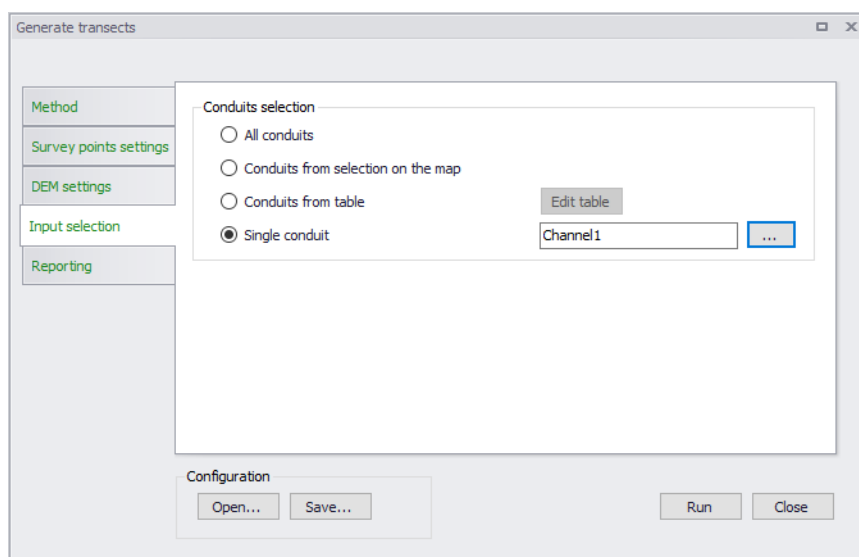 Generate transects
Method
Survey points settings
DEM settings
Input selection
Reporting
Conduits selection
All conduits
Conduits from selection on the map
Conduits from table
Edit table
Single conduit
Channel1
...
Configuration
Open...
Save...
Run
Close